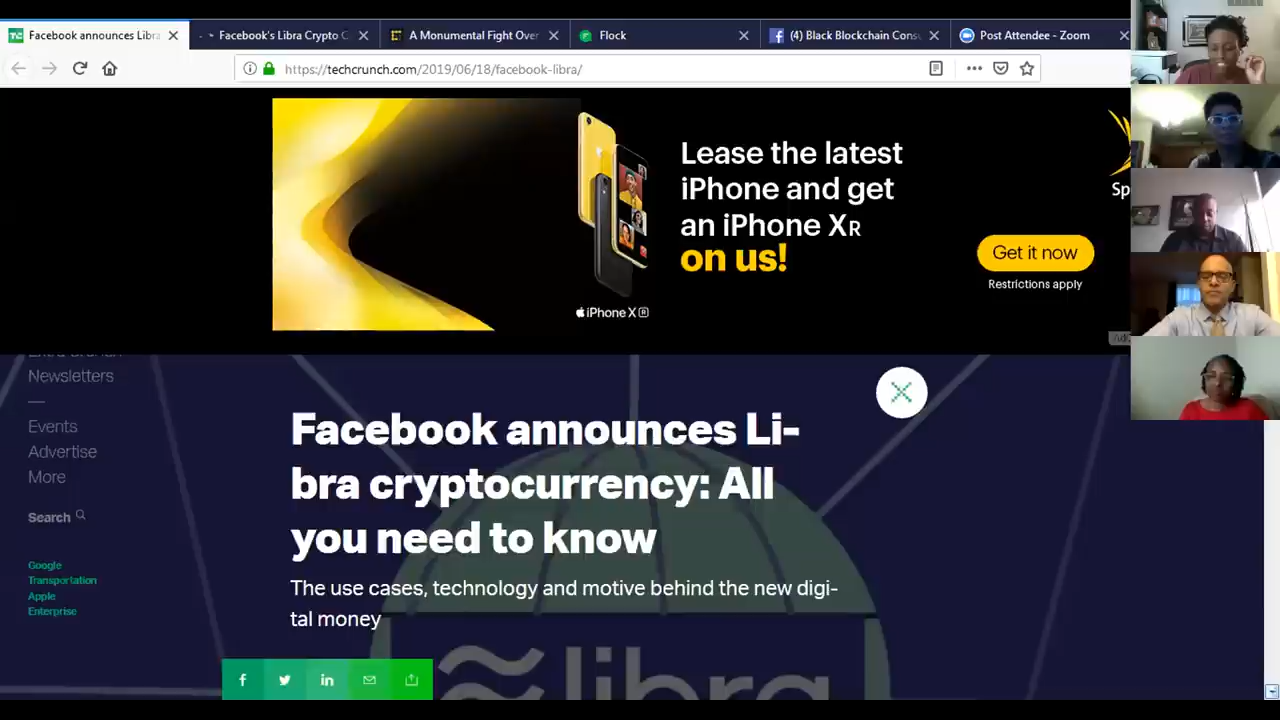 Facebook announces Libra
Facebook's Libra Crypto C
A Monumental Fight Over
Flock
(4) Black Blockchain Cons
Post Attendee - Zoom
https://techcrunch.com/2019/06/18/facebook-libra/
Lease the latest
iPhone and get
an iPhone XR
on us!
Get it now
Restrictions apply
iPhone XR
Sp
Newsletters
Events
Advertise
More
Search
Google
Transportation
Apple
Enterprise
Facebook announces Li-
bra cryptocurrency: All
you need to know
The use cases, technology and motive behind the new digi-
tal money
libra